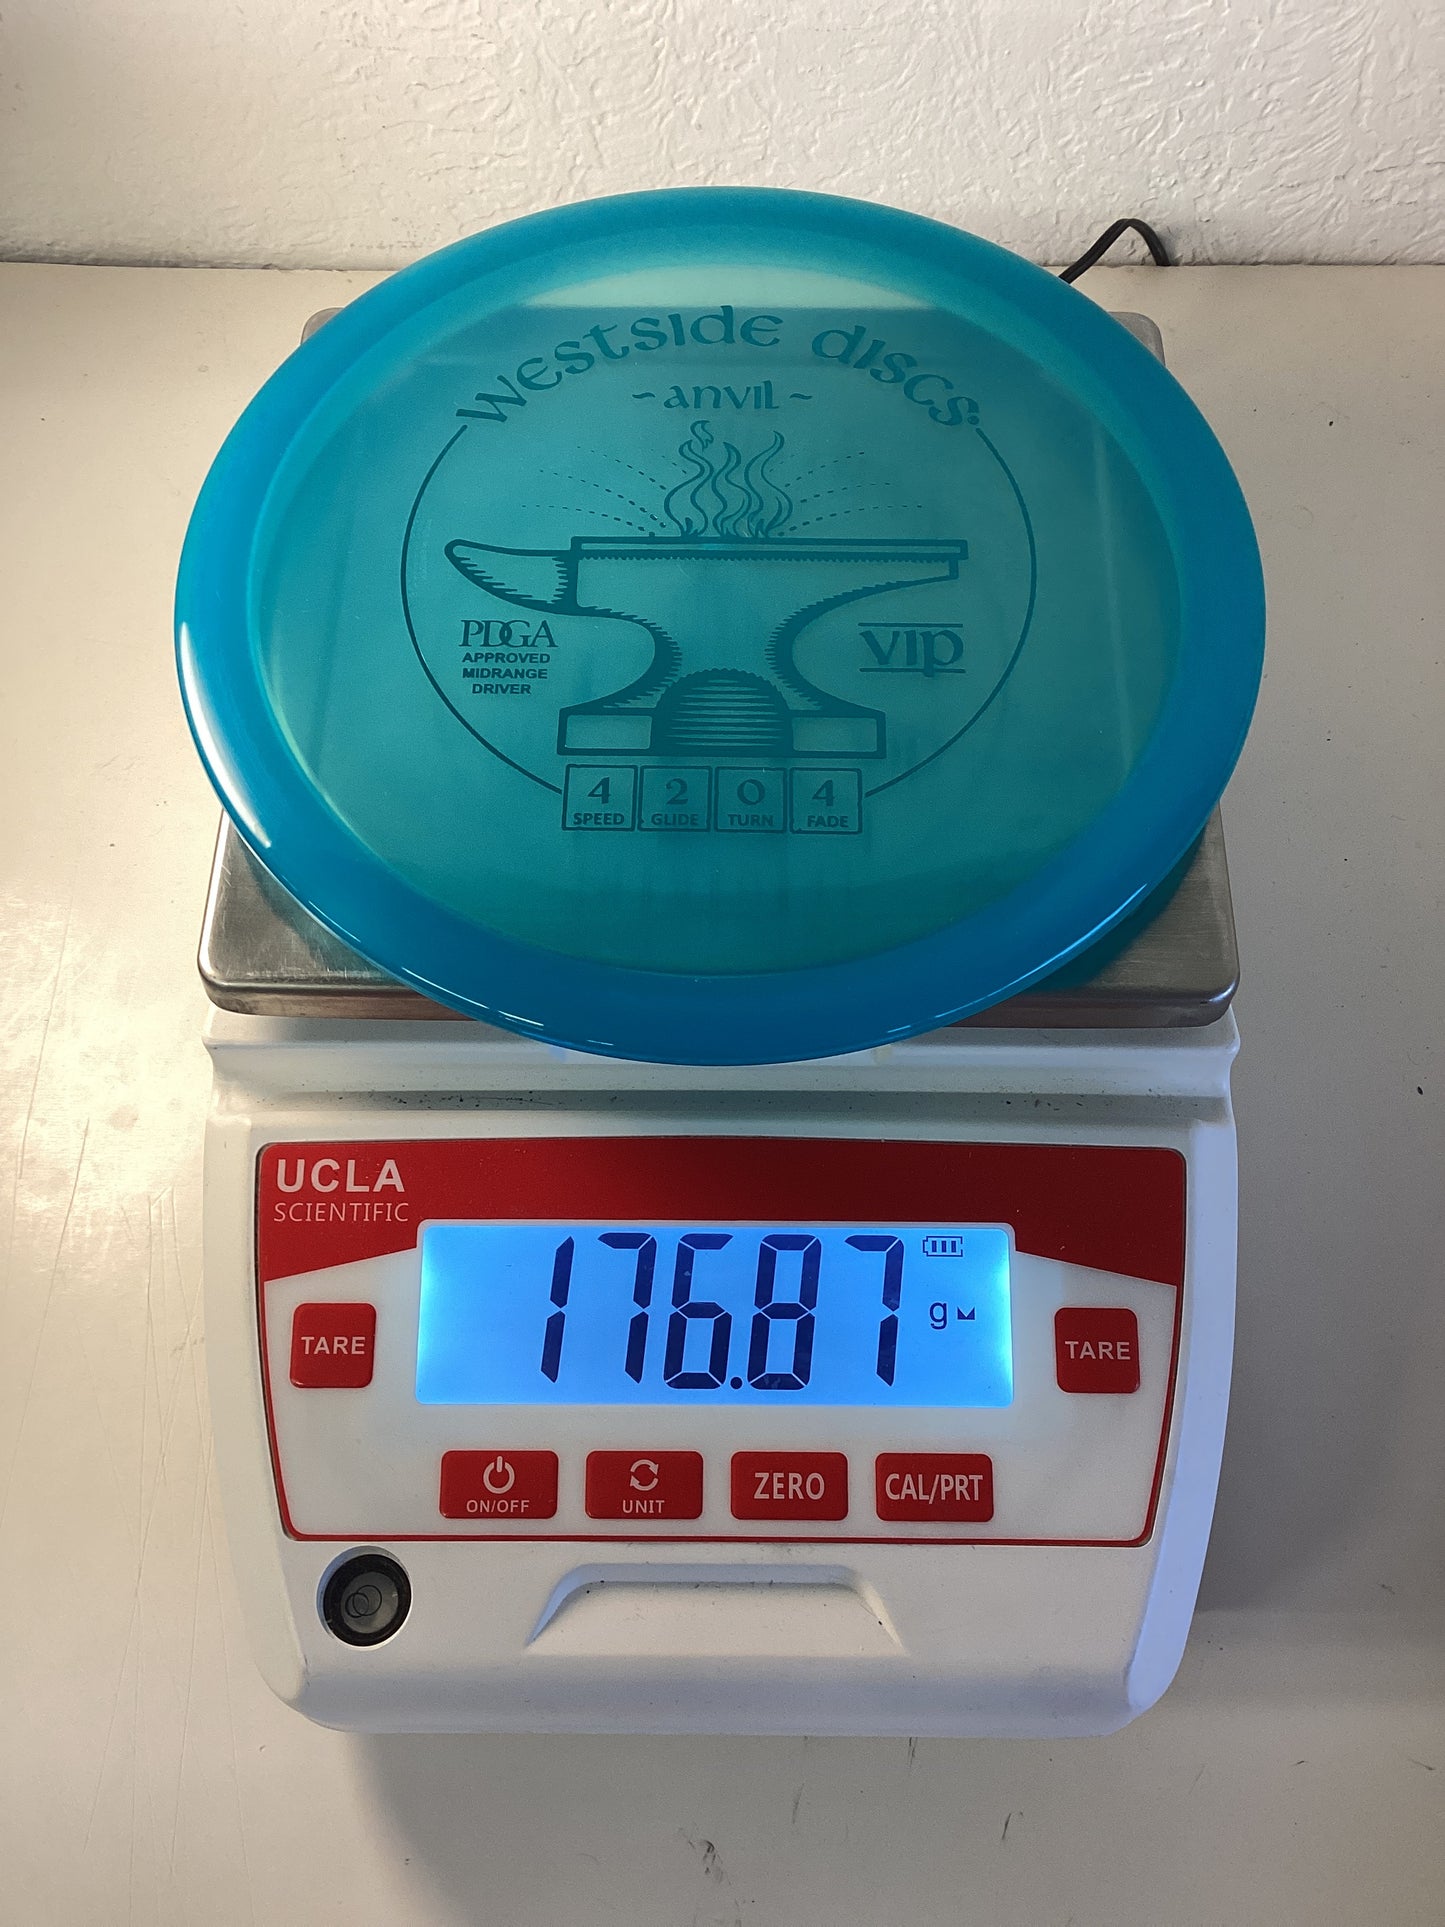 westside discs
~anvil~
PDGA
APPROVED
MIDRANGE
DRIVER
vip
4 2 0 4
SPEED GLIDE TURN FADE
UCLA
SCIENTIFIC
176.87 g
TARE
TARE
ON/OFF
UNIT
ZERO
CAL/PRT